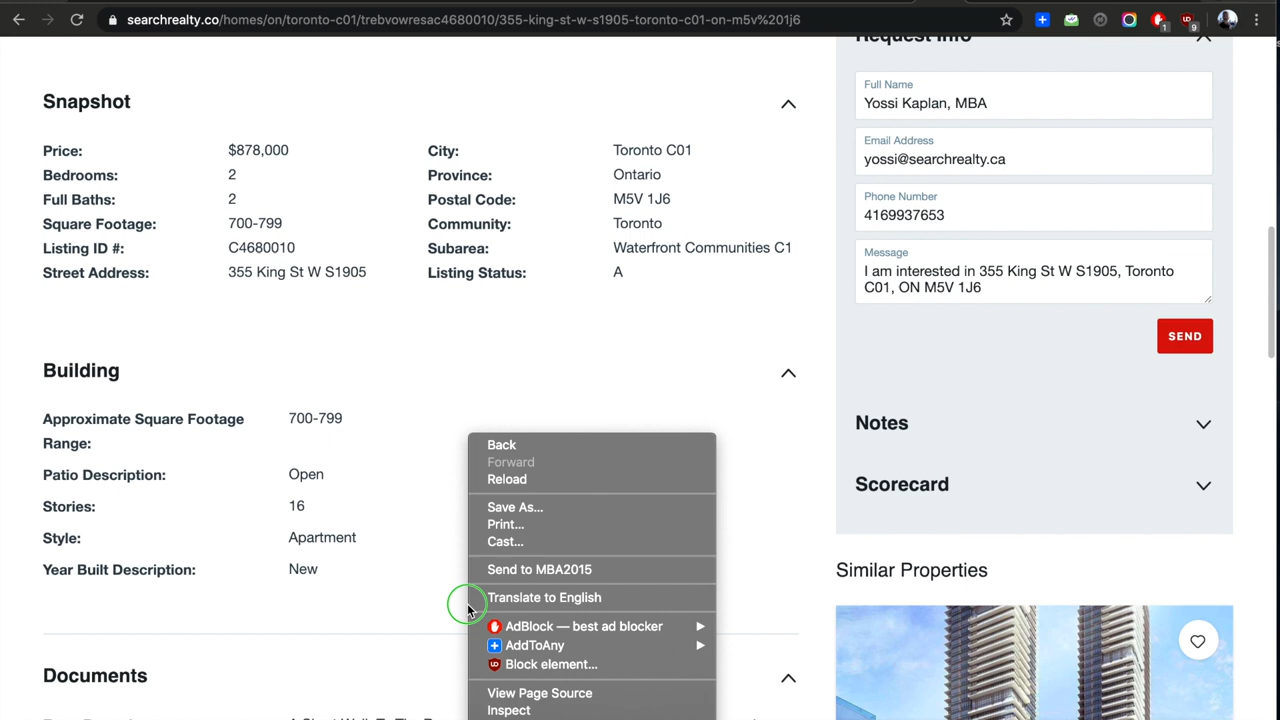 searchrealty.co/homes/on/toronto-c01/trebvowresac4680010/355-king-st-w-s1905-toronto-c01-on-m5v%201j6
1
9
Request Info
Snapshot
Price: $878,000 City: Toronto C01
Bedrooms: 2 Province: Ontario
Full Baths: 2 Postal Code: M5V 1J6
Square Footage: 700-799 Community: Toronto
Listing ID #: C4680010 Subarea: Waterfront Communities C1
Street Address: 355 King St W S1905 Listing Status: A
Full Name
Yossi Kaplan, MBA
Email Address
yossi@searchrealty.ca
Phone Number
4169937653
Message
I am interested in 355 King St W S1905, Toronto
C01, ON M5V 1J6
SEND
Building
Approximate Square Footage 700-799
Range:
Patio Description: Open
Stories: 16
Style: Apartment
Year Built Description: New
Back
Forward
Reload
Save As...
Print...
Cast...
Send to MBA2015
Translate to English
AdBlock — best ad blocker
AddToAny
Block element...
View Page Source
Inspect
Notes
Scorecard
Similar Properties
Documents